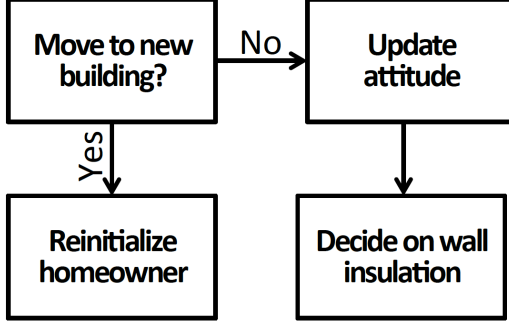 Move to new
building?
No
Update
attitude
Yes
Reinitialize
homeowner
Decide on wall
insulation